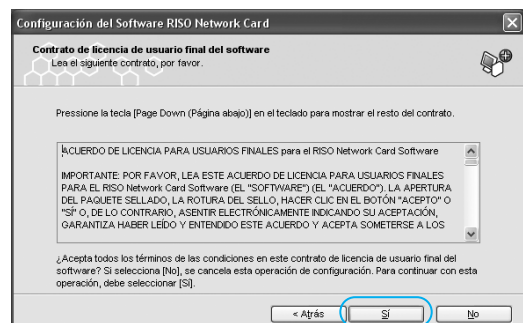 Configuración del Software RISO Network Card
Contrato de licencia de usuario final del software
Lea el siguiente contrato, por favor.
Pressione la tecla [Page Down (Página abajo)] en el teclado para mostrar el resto del contrato.
ACUERDO DE LICENCIA PARA USUARIOS FINALES para el RISO Network Card Software
IMPORTANTE: POR FAVOR, LEA ESTE ACUERDO DE LICENCIA PARA USUARIOS FINALES
PARA EL RISO Network Card Software (EL "SOFTWARE") (EL "ACUERDO"). LA APERTURA
DEL PAQUETE SELLADO, LA ROTURA DEL SELLO, HACER CLIC EN EL BOTÓN "ACEPTO" O
"SÍ" O, DE LO CONTRARIO, ASENTIR ELECTRÓNICAMENTE INDICANDO SU ACEPTACIÓN,
GARANTIZA HABER LEÍDO Y ENTENDIDO ESTE ACUERDO Y ACEPTA SOMETERSE A LOS
¿Acepta todos los términos de las condiciones en este contrato de licencia de usuario final del
software? Si selecciona [No], se cancela esta operación de configuración. Para continuar con esta
operación, debe seleccionar [Sí].
< Atrás Sí No